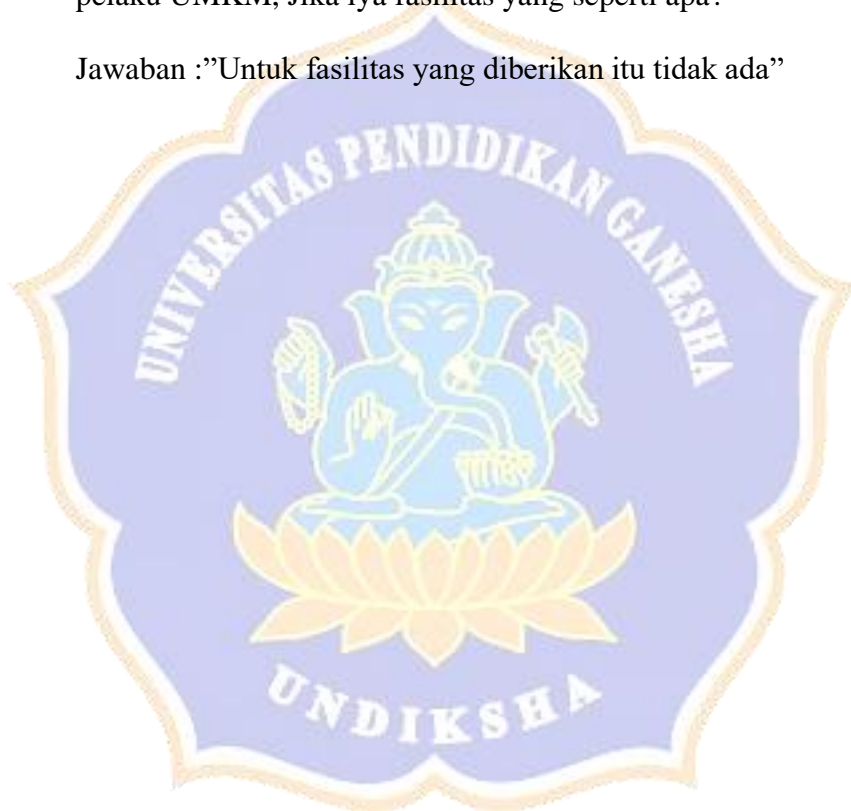 pelaku UMKM, Jika iya fasilitas yang seperti apa?
Jawaban :”Untuk fasilitas yang diberikan itu tidak ada”
UNIVERSITAS PENDIDIKAN GANESHA
UNDIKSHA